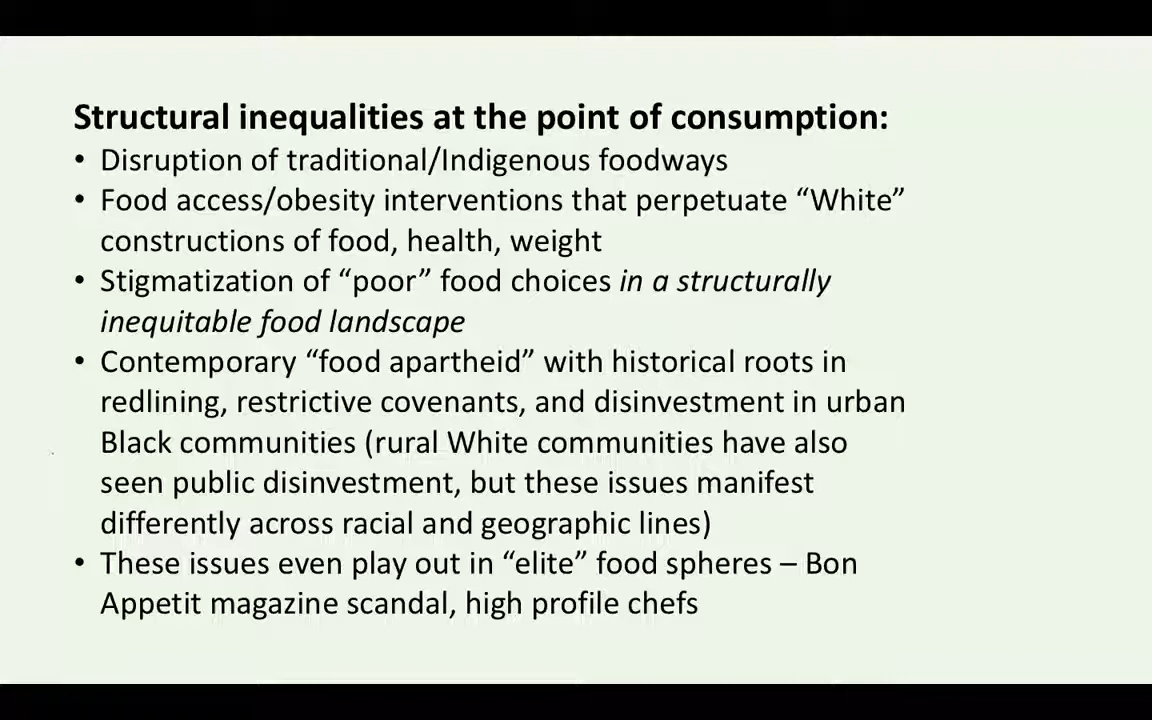 Structural inequalities at the point of consumption:
• Disruption of traditional/Indigenous foodways
• Food access/obesity interventions that perpetuate “White”
constructions of food, health, weight
• Stigmatization of “poor” food choices in a structurally
inequitable food landscape
• Contemporary “food apartheid” with historical roots in
redlining, restrictive covenants, and disinvestment in urban
Black communities (rural White communities have also
seen public disinvestment, but these issues manifest
differently across racial and geographic lines)
• These issues even play out in “elite” food spheres – Bon
Appetit magazine scandal, high profile chefs